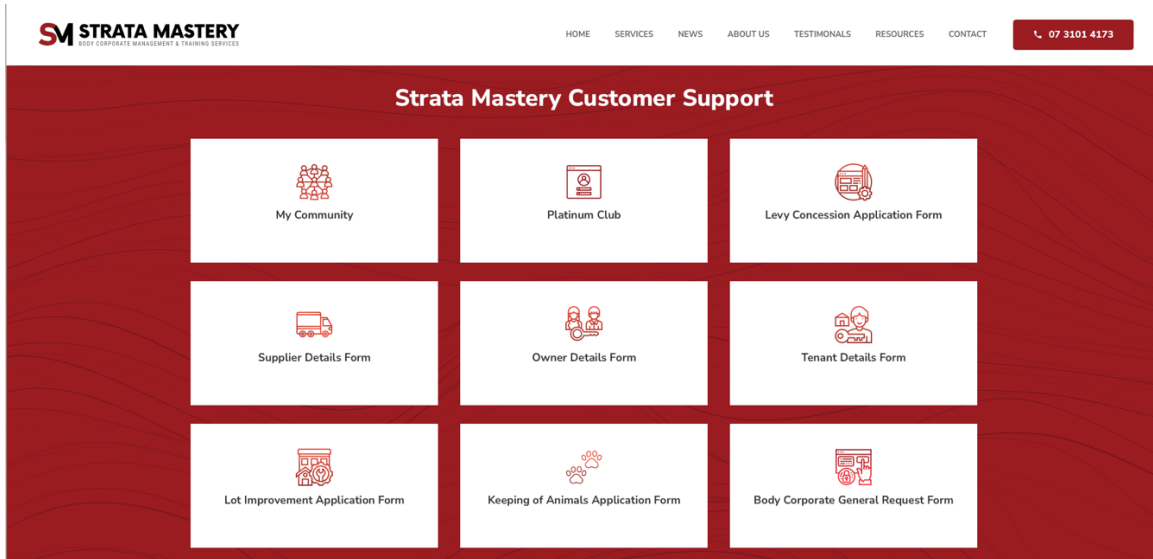 SM STRATA MASTERY
BODY CORPORATE MANAGEMENT & TRAINING SERVICES
HOME SERVICES NEWS ABOUT US TESTIMONALS RESOURCES CONTACT 07 3101 4173
Strata Mastery Customer Support
My Community Platinum Club Levy Concession Application Form
Supplier Details Form Owner Details Form Tenant Details Form
Lot Improvement Application Form Keeping of Animals Application Form Body Corporate General Request Form